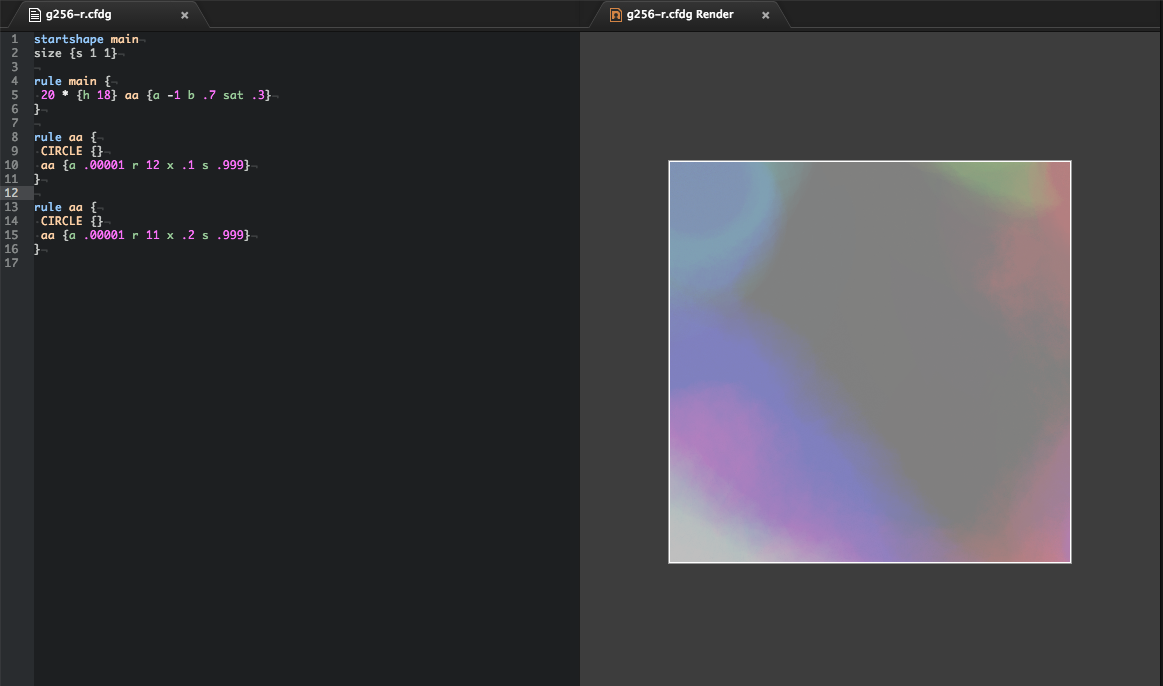 g256-r.cfdg
g256-r.cfdg Render
1 startshape main
2 size {s 1 1}
3
4 rule main {
5 20 * {h 18} aa {a -1 b .7 sat .3}
6 }
7
8 rule aa {
9 CIRCLE {}
10 aa {a .00001 r 12 x .1 s .999}
11 }
12
13 rule aa {
14 CIRCLE {}
15 aa {a .00001 r 11 x .2 s .999}
16 }
17